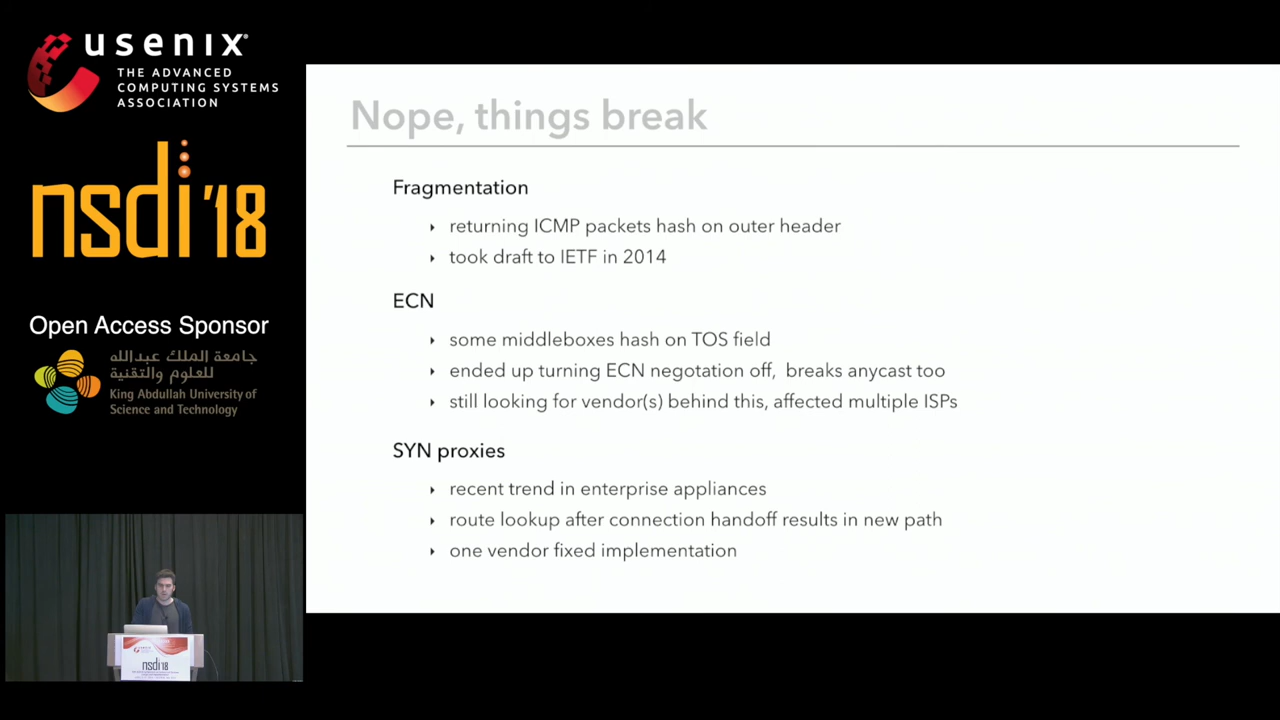 usenix
THE ADVANCED
COMPUTING SYSTEMS
ASSOCIATION
nsdi '18
Open Access Sponsor
جامعة الملك عبدالله
للعلوم والتقنية
King Abdullah University of
Science and Technology
Nope, things break
Fragmentation
‣ returning ICMP packets hash on outer header
‣ took draft to IETF in 2014
ECN
‣ some middleboxes hash on TOS field
‣ ended up turning ECN negotation off, breaks anycast too
‣ still looking for vendor(s) behind this, affected multiple ISPs
SYN proxies
‣ recent trend in enterprise appliances
‣ route lookup after connection handoff results in new path
‣ one vendor fixed implementation
usenix
nsdi'18